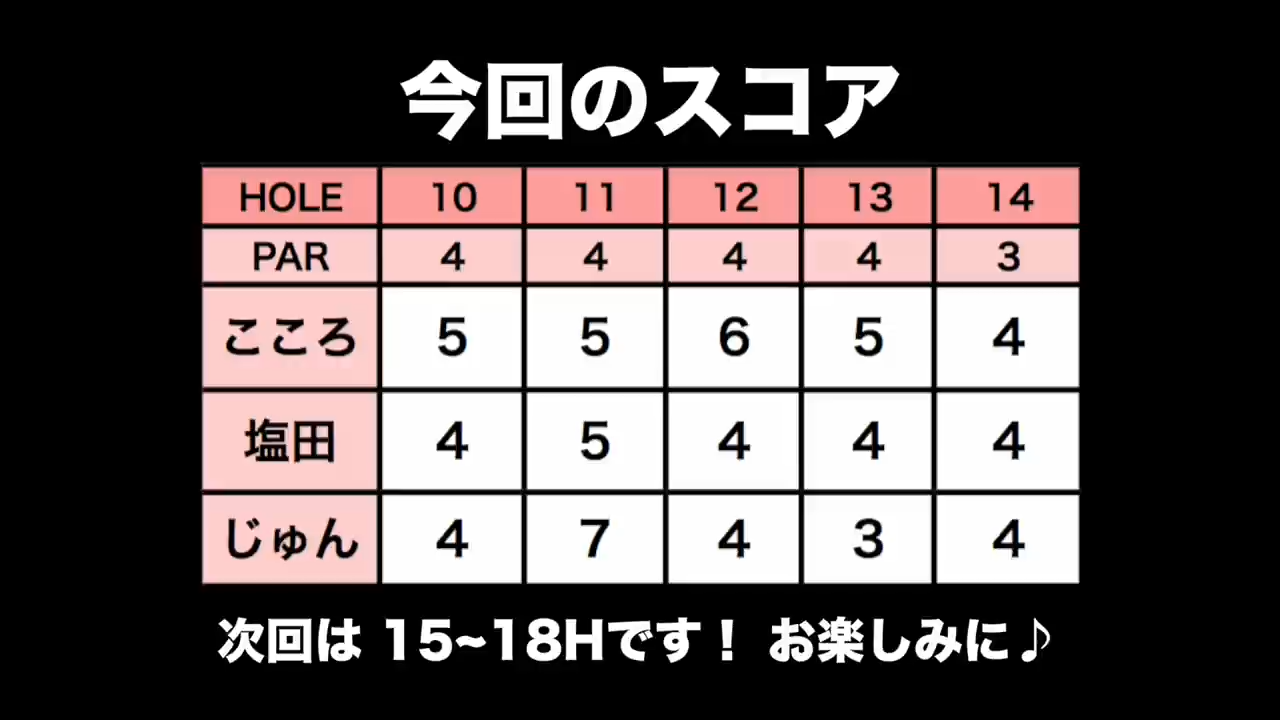 今回のスコア
HOLE 10 11 12 13 14
PAR 4 4 4 4 3
こころ 5 5 6 5 4
塩田 4 5 4 4 4
じゅん 4 7 4 3 4
次回は 15~18Hです！ お楽しみに♪